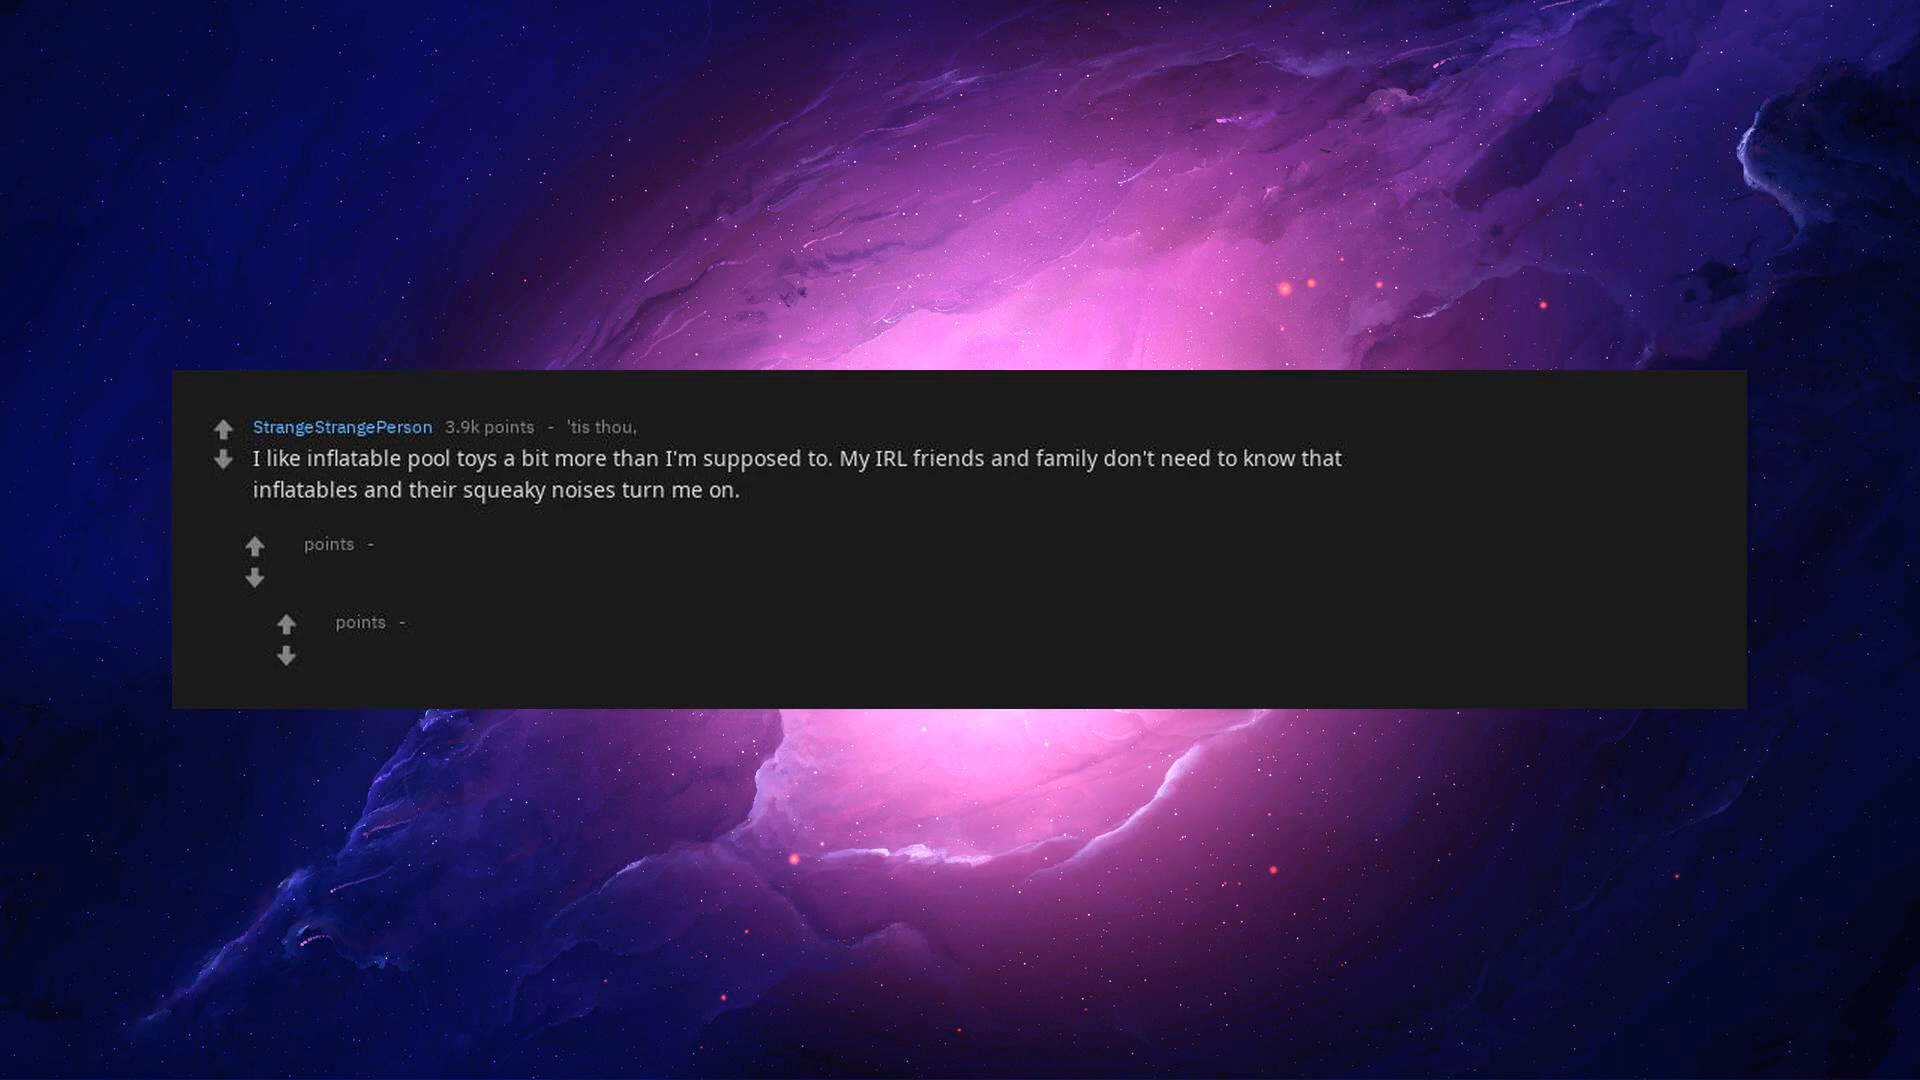 StrangeStrangePerson 3.9k points - 'tis thou,
I like inflatable pool toys a bit more than I'm supposed to. My IRL friends and family don't need to know that
inflatables and their squeaky noises turn me on.
points -
points -